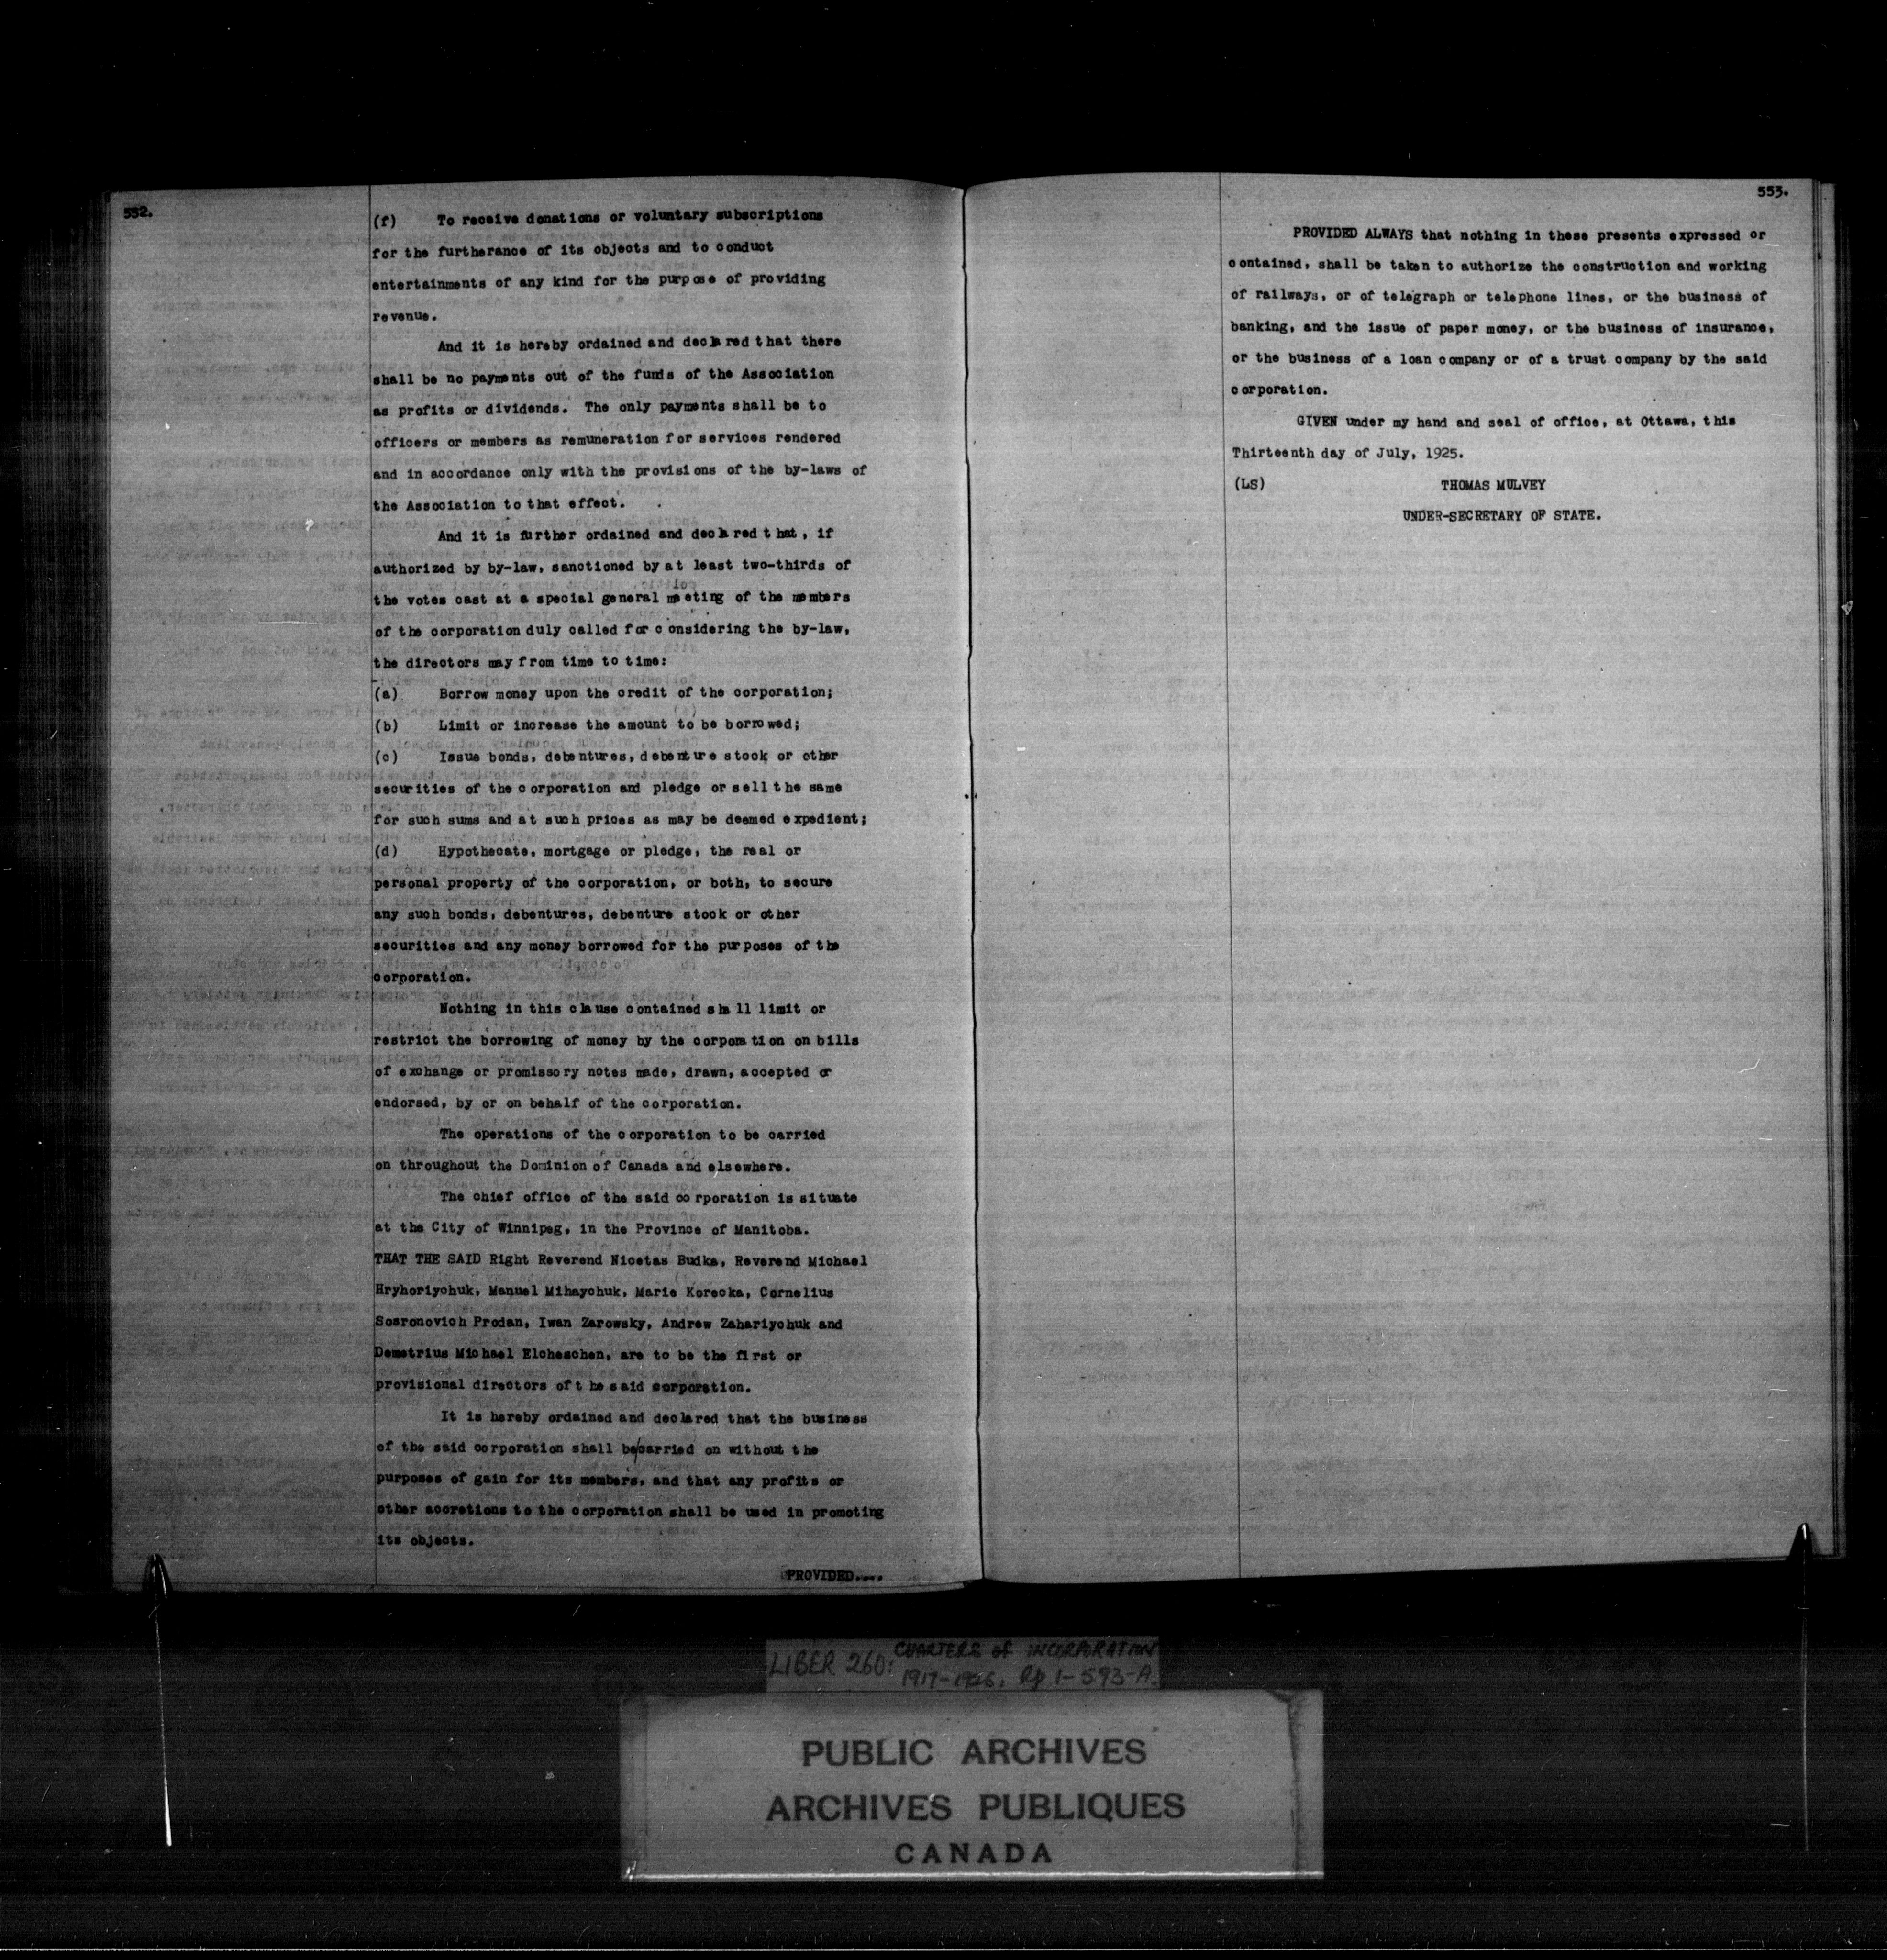 552.
(f) To receive donations or voluntary subscriptions
for the furtherance of its objects and to conduct
entertainments of any kind for the purpose of providing
revenue.
And it is hereby ordained and declared that there
shall be no payments out of the funds of the Association
as profits or dividends. The only payments shall be to
officers or members as remuneration for services rendered
and in accordance only with the provisions of the by-laws of
the Association to that effect.
And it is further ordained and declared that, if
authorized by by-law, sanctioned by at least two-thirds of
the votes cast at a special general meeting of the members
of the corporation duly called for considering the by-law,
the directors may from time to time:
(a) Borrow money upon the credit of the corporation;
(b) Limit or increase the amount to be borrowed;
(c) Issue bonds, debentures, debenture stock or other
securities of the corporation and pledge or sell the same
for such sums and at such prices as may be deemed expedient;
(d) Hypothecate, mortgage or pledge, the real or
personal property of the corporation, or both, to secure
any such bonds, debentures, debenture stock or other
securities and any money borrowed for the purposes of the
corporation.
Nothing in this clause contained shall limit or
restrict the borrowing of money by the corporation on bills
of exchange or promissory notes made, drawn, accepted or
endorsed, by or on behalf of the corporation.
The operations of the corporation to be carried
on throughout the Dominion of Canada and elsewhere.
The chief office of the said corporation is situate
at the City of Winnipeg, in the Province of Manitoba.
THAT THE SAID Right Reverend Nicetas Budka, Reverend Michael
Hryhoriychuk, Manuel Mihaychuk, Marie Korecka, Cornelius
Sosronovich Prodan, Iwan Zarowsky, Andrew Zahariychuk and
Demetrius Michael Elcheschen, are to be the first or
provisional directors of the said corporation.
It is hereby ordained and declared that the business
of the said corporation shall be/carried on without the
purposes of gain for its members, and that any profits or
other accretions to the corporation shall be used in promoting
its objects.
PROVIDED....
553.
PROVIDED ALWAYS that nothing in these presents expressed or
contained, shall be taken to authorize the construction and working
of railways, or of telegraph or telephone lines, or the business of
banking, and the issue of paper money, or the business of insurance,
or the business of a loan company or of a trust company by the said
corporation.
GIVEN under my hand and seal of office, at Ottawa, this
Thirteenth day of July, 1925.
(LS) THOMAS MULVEY
UNDER-SECRETARY OF STATE.
LIBER 260: CHARTERS of INCORPORATION
1917-1926. Pp 1-593-A.
PUBLIC ARCHIVES
ARCHIVES PUBLIQUES
CANADA